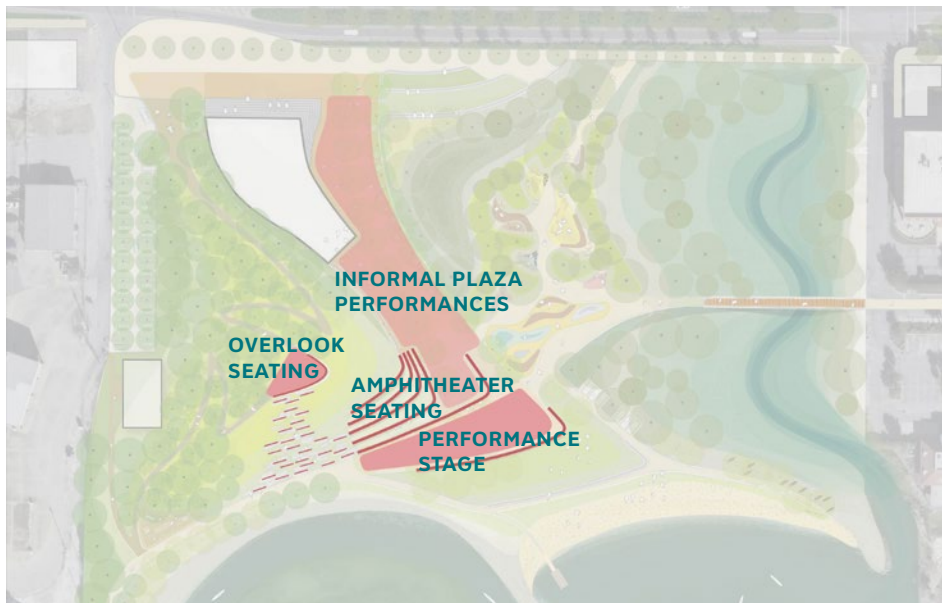 INFORMAL PLAZA
PERFORMANCES
OVERLOOK
SEATING
AMPHITHEATER
SEATING
PERFORMANCE
STAGE